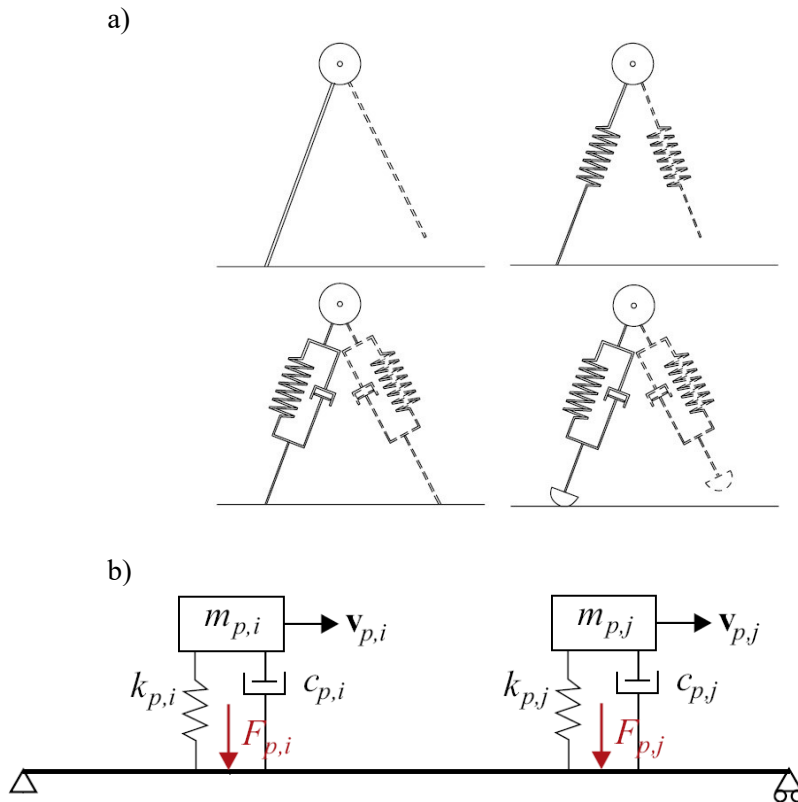 a)
b)
m_{p,i} v_{p,i} m_{p,j} v_{p,j}
k_{p,i} c_{p,i} k_{p,j} c_{p,j}
F_{p,i} F_{p,j}